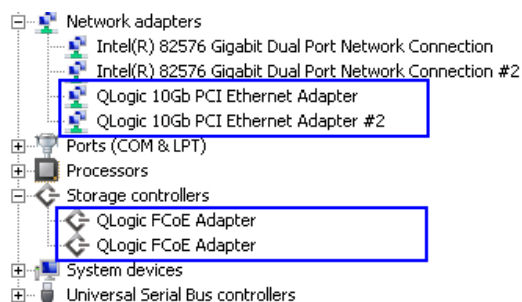 Network adapters
Intel(R) 82576 Gigabit Dual Port Network Connection
Intel(R) 82576 Gigabit Dual Port Network Connection #2
QLogic 10Gb PCI Ethernet Adapter
QLogic 10Gb PCI Ethernet Adapter #2
Ports (COM & LPT)
Processors
Storage controllers
QLogic FCoE Adapter
QLogic FCoE Adapter
System devices
Universal Serial Bus controllers